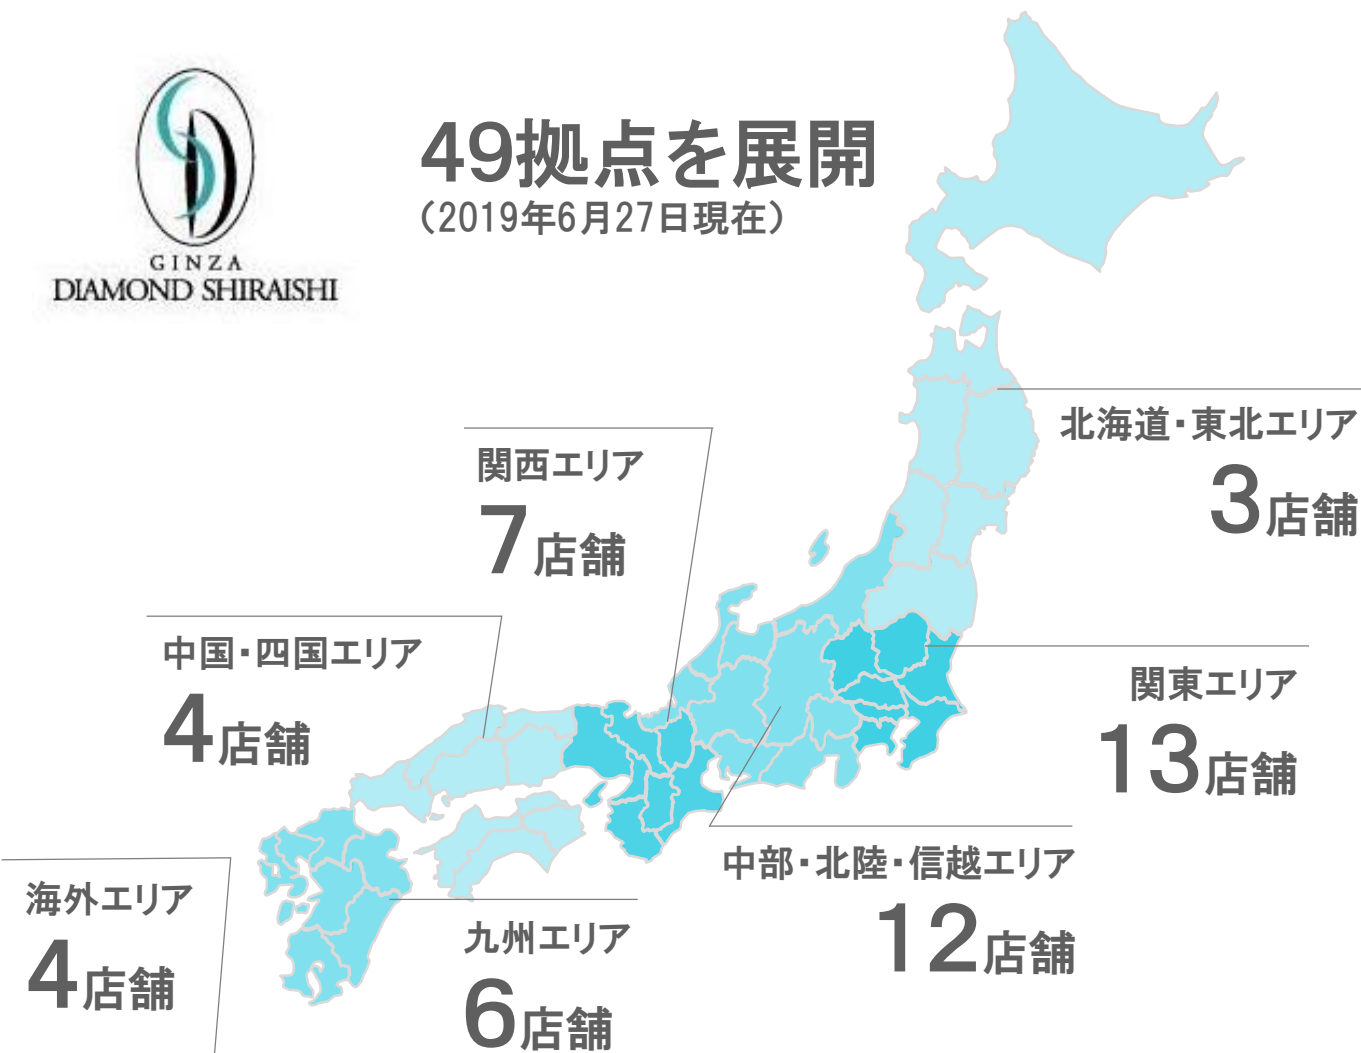 GINZA
DIAMOND SHIRAISHI
49拠点を展開
（2019年6月27日現在）
北海道・東北エリア
3店舗
関西エリア
7店舗
中国・四国エリア
4店舗
関東エリア
13店舗
中部・北陸・信越エリア
12店舗
海外エリア
4店舗
九州エリア
6店舗